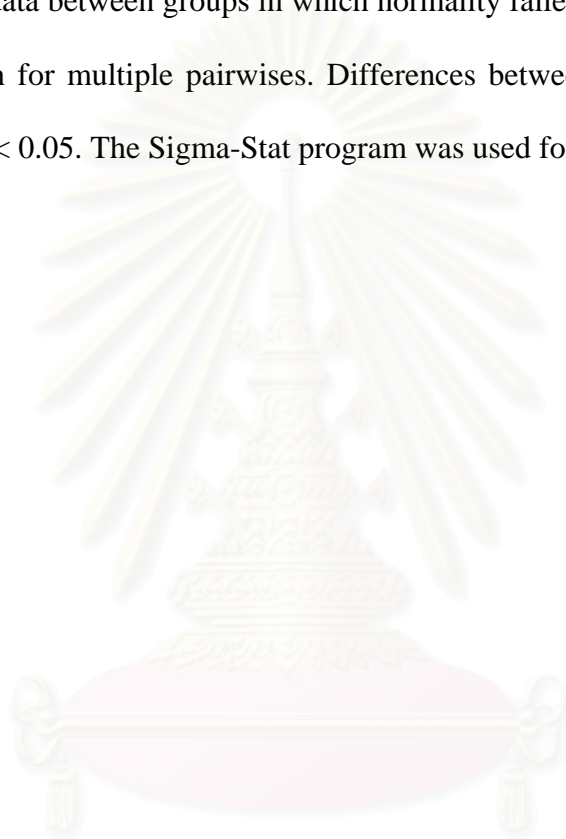 data between groups in which normality faile
for multiple pairwises. Differences betwe
< 0.05. The Sigma-Stat program was used fo